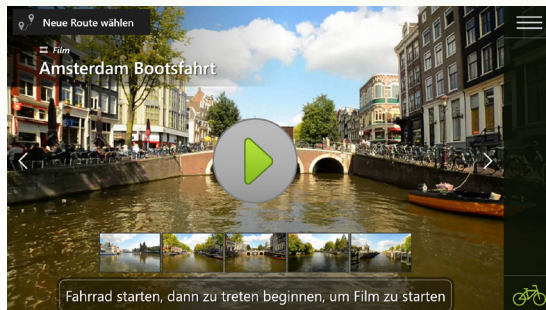 Neue Route wählen
Film
Amsterdam Bootsfahrt
Fahrrad starten, dann zu treten beginnen, um Film zu starten